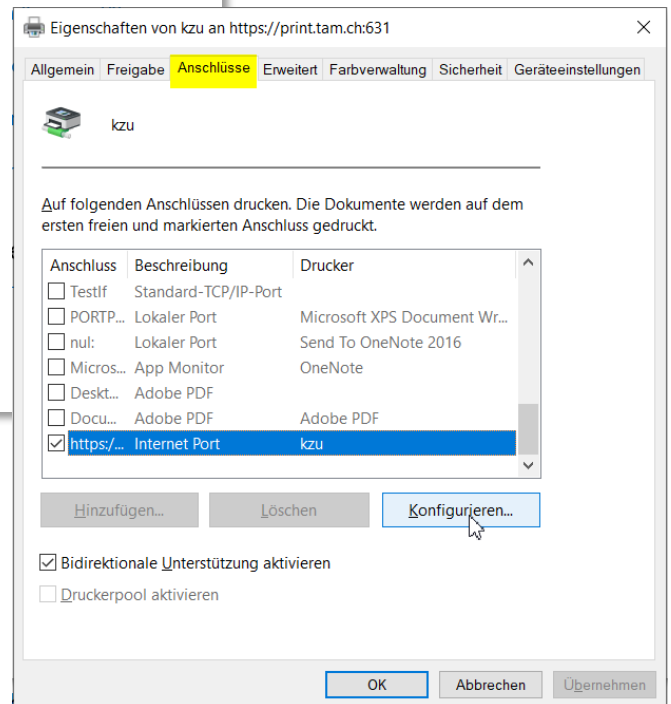 Eigenschaften von kzu an https://print.tam.ch:631
Allgemein Freigabe Anschlüsse Erweitert Farbverwaltung Sicherheit Geräteeinstellungen
kzu
Auf folgenden Anschlüssen drucken. Die Dokumente werden auf dem
ersten freien und markierten Anschluss gedruckt.
Anschluss Beschreibung Drucker
TestIf Standard-TCP/IP-Port
PORTP... Lokaler Port Microsoft XPS Document Wr...
nul: Lokaler Port Send To OneNote 2016
Micros... App Monitor OneNote
Deskt... Adobe PDF
Docu... Adobe PDF Adobe PDF
https:/... Internet Port kzu
Hinzufügen... Löschen Konfigurieren...
Bidirektionale Unterstützung aktivieren
Druckerpool aktivieren
OK Abbrechen Übernehmen